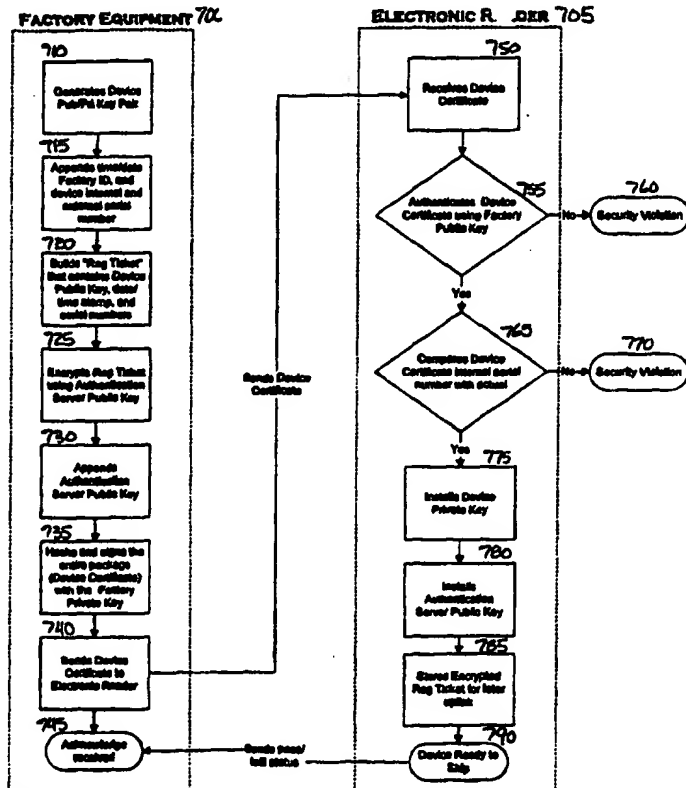 FACTORY EQUIPMENT 70
ELECTRONIC R DER 705
710
Generates Device
Pub/Pri Key Pair
715
Appends time/date
Factory ID, and
device internal and
external serial
number
720
Builds "Reg Ticket"
that contains Device
Public Key, date/
time stamp, and
serial numbers
725
Encrypts Reg Ticket
using Authentication
Server Public Key
730
Appends
Authentication
Server Public Key
735
Hashs and signs the
entire package
(Device Certificate)
with the Factory
Private Key
740
Sends Device
Certificate to
Electronic Reader
745
Acknowledge
received
Sends Device
Certificate
Sends pass/
fail status
750
Receives Device
Certificate
755
Authenticates Device
Certificate using Factory
Public Key
No
760
Security Violation
Yes
765
Compares Device
Certificate internal serial
number with actual
No
770
Security Violation
Yes
775
Installs Device
Private Key
780
Installs
Authentication
Server Public Key
785
Stores Encrypted
Reg Ticket for later
uplink
790
Device Ready to
Ship